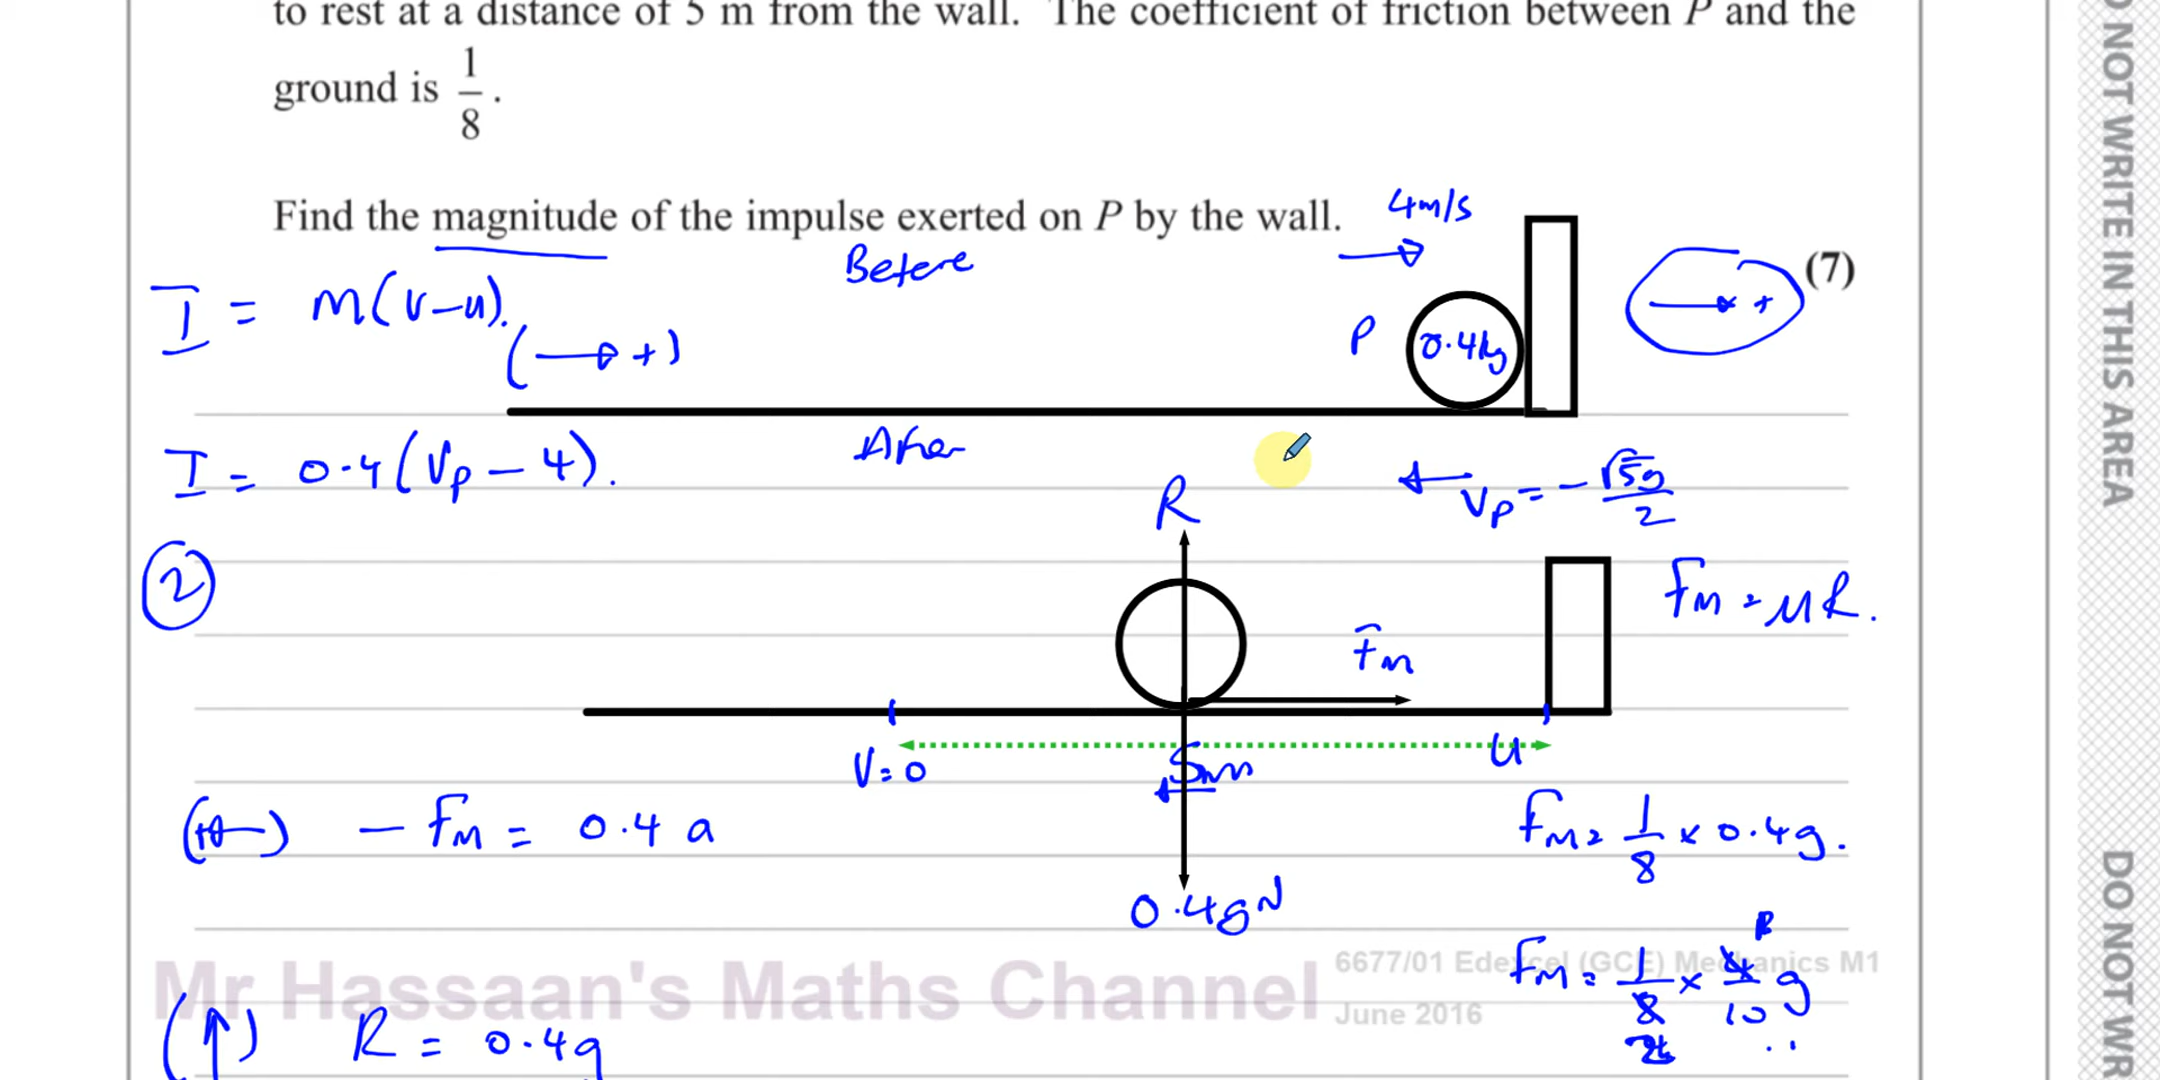 to rest at a distance of 5 m from the wall. The coefficient of friction between P and the
ground is 1/8.
Find the magnitude of the impulse exerted on P by the wall.
(7)
4m/s
Before
I = m(v-u).
(→ +)
P
0.4kg
→ +
After
I = 0.4(Vp - 4).
R
← Vp = -√5g/2
②
Fm = μR.
Fm
V=0
5m
u
- Fm = 0.4 a
Fm = 1/8 × 0.4g.
0.4gN
Fm = 1/8 × 4/10 g
(↑) R = 0.4g
Mr Hassaan's Maths Channel
6677/01 Edexcel (GCE) Mechanics M1
June 2016
O NOT WRITE IN THIS AREA
DO NOT WR